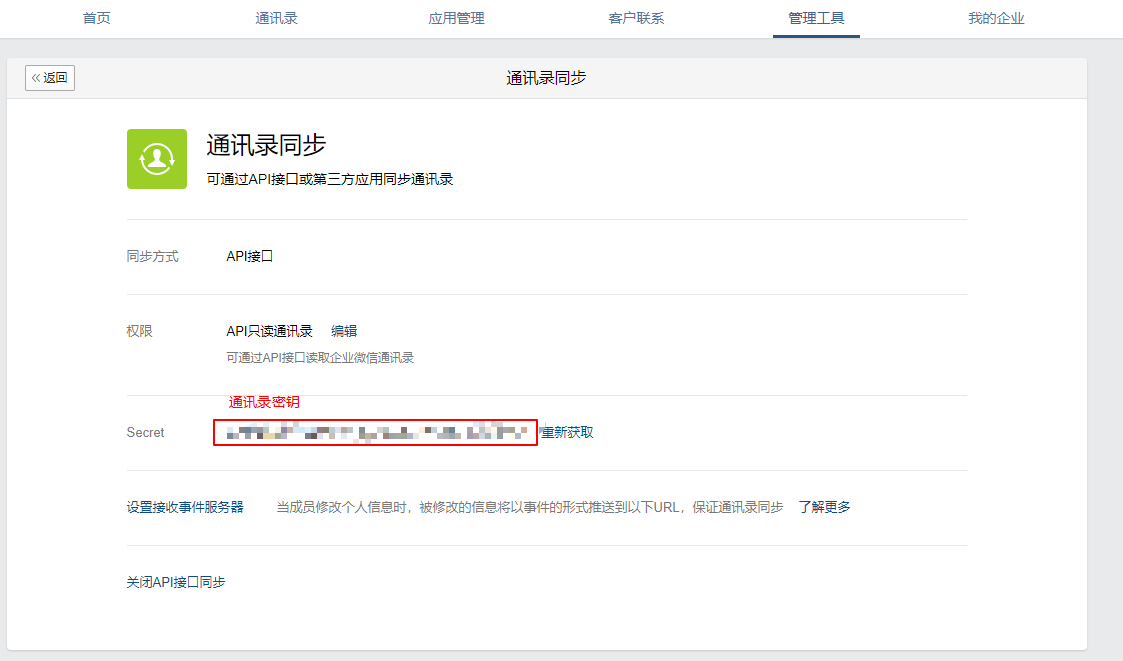 首页 通讯录 应用管理 客户联系 管理工具 我的企业
返回 通讯录同步
通讯录同步
可通过API接口或第三方应用同步通讯录
同步方式 API接口
权限 API只读通讯录 编辑
可通过API接口读取企业微信通讯录
通讯录密钥
Secret 重新获取
设置接收事件服务器 当成员修改个人信息时，被修改的信息将以事件的形式推送到以下URL，保证通讯录同步 了解更多
关闭API接口同步